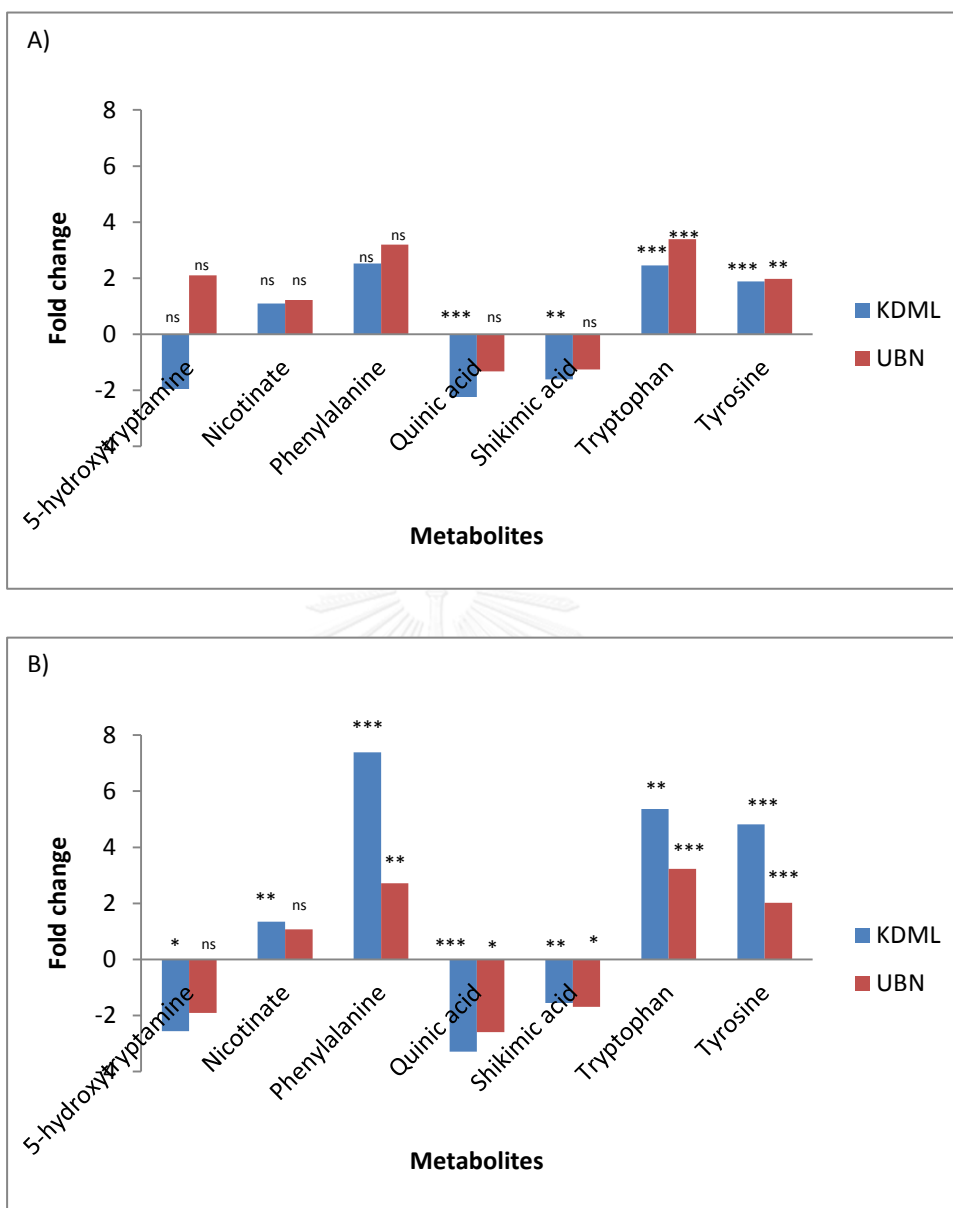 A)
8
6
4
2
0
-2
4
Fold change
ns
ns
ns
ns
ns
ns
***
ns
**
ns
***
***
***
**
5-hydroxytryptamine
Nicotinate
Phenylalanine
Quinic acid
Shikimic acid
Tryptophan
Tyrosine
Metabolites
KDML
UBN
B)
8
6
4
2
0
-2
4
Fold change
*
ns
**
ns
***
**
***
*
**
*
**
***
***
***
5-hydroxytryptamine
Nicotinate
Phenylalanine
Quinic acid
Shikimic acid
Tryptophan
Tyrosine
Metabolites
KDML
UBN